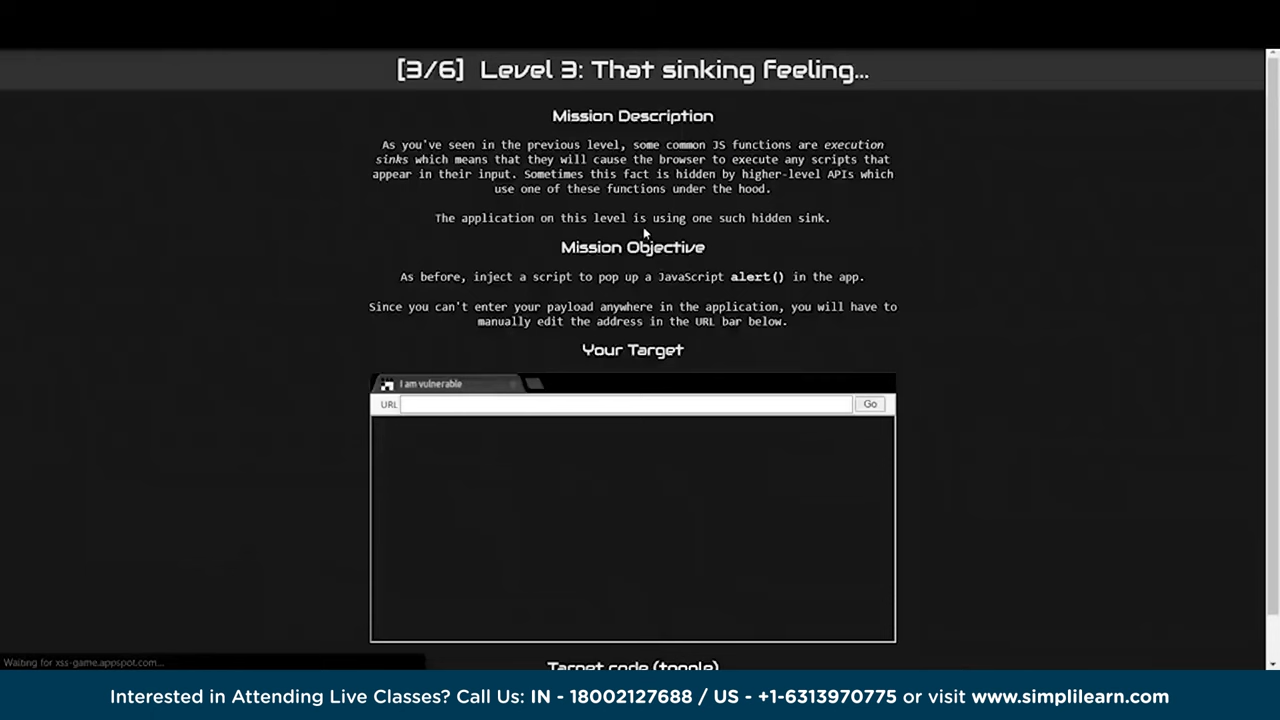 [3/6] Level 3: That sinking feeling...
Mission Description
As you've seen in the previous level, some common JS functions are execution
sinks which means that they will cause the browser to execute any scripts that
appear in their input. Sometimes this fact is hidden by higher-level APIs which
use one of these functions under the hood.
The application on this level is using one such hidden sink.
Mission Objective
As before, inject a script to pop up a JavaScript alert() in the app.
Since you can't enter your payload anywhere in the application, you will have to
manually edit the address in the URL bar below.
Your Target
I am vulnerable
URL
Go
Waiting for xss-game.appspot.com...
Target code (toggle)
Interested in Attending Live Classes? Call Us: IN - 18002127688 / US - +1-6313970775 or visit www.simplilearn.com